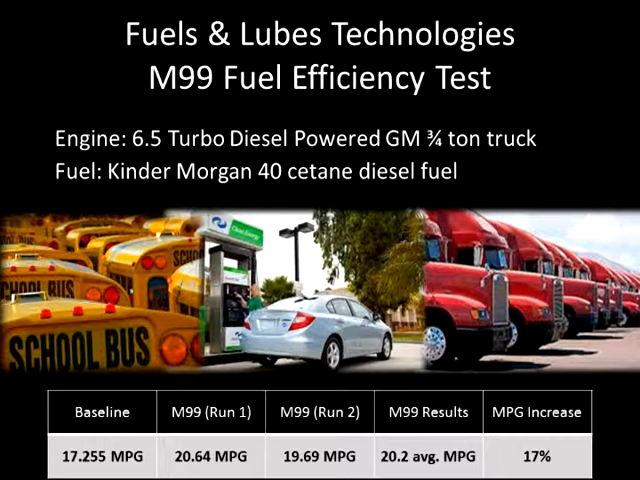 Fuels & Lubes Technologies
M99 Fuel Efficiency Test
Engine: 6.5 Turbo Diesel Powered GM ¾ ton truck
Fuel: Kinder Morgan 40 cetane diesel fuel
Clean Energy
SCHOOL BUS
SCHOOL BUS
Baseline M99 (Run 1) M99 (Run 2) M99 Results MPG Increase
17.255 MPG 20.64 MPG 19.69 MPG 20.2 avg. MPG 17%